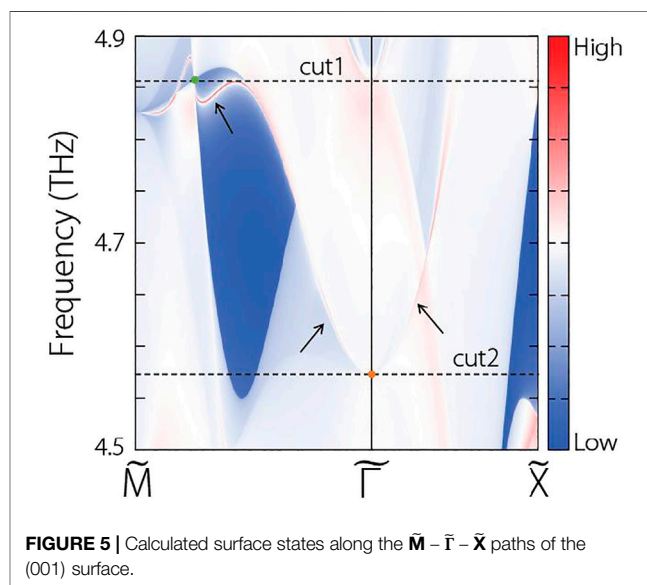 4.9
High
cut1
Frequency (THz)
4.7
cut2
4.5
Low
M̃
Γ̃
X̃
FIGURE 5 | Calculated surface states along the M̃ – Γ̃ – X̃ paths of the
(001) surface.